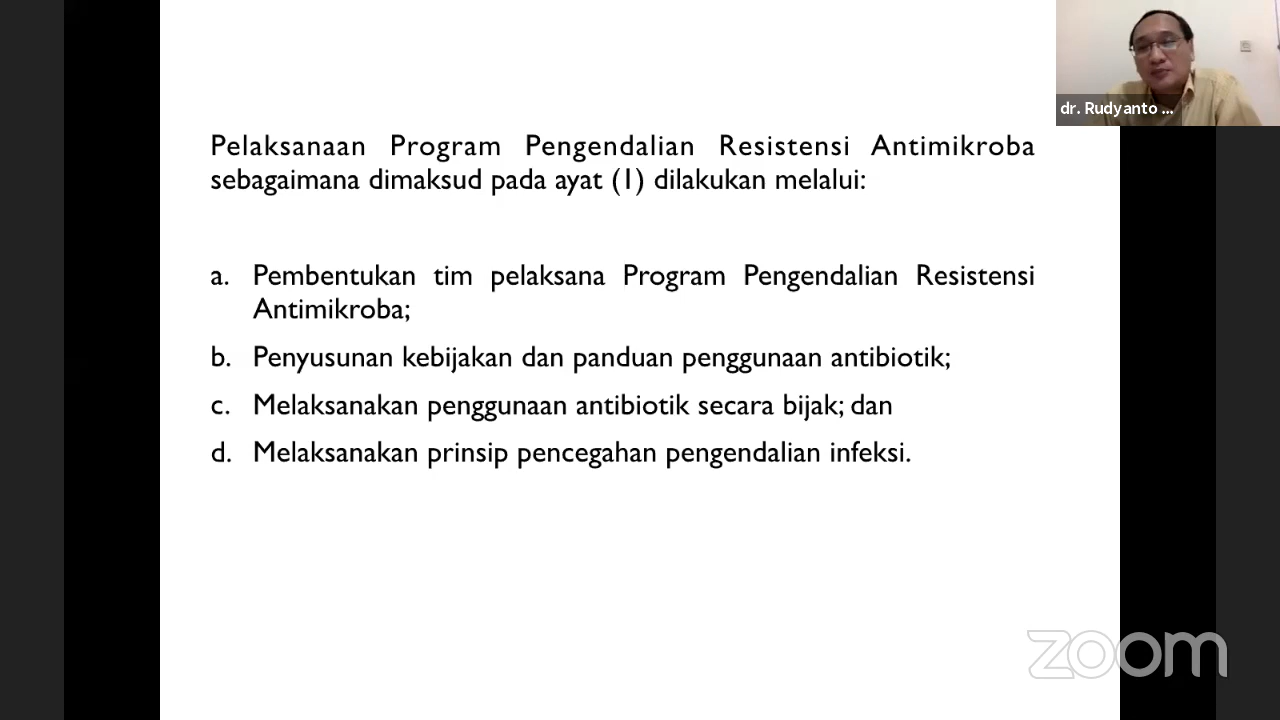 dr. Rudyanto ...
Pelaksanaan Program Pengendalian Resistensi Antimikroba
sebagaimana dimaksud pada ayat (1) dilakukan melalui:
a. Pembentukan tim pelaksana Program Pengendalian Resistensi
Antimikroba;
b. Penyusunan kebijakan dan panduan penggunaan antibiotik;
c. Melaksanakan penggunaan antibiotik secara bijak; dan
d. Melaksanakan prinsip pencegahan pengendalian infeksi.
zoom